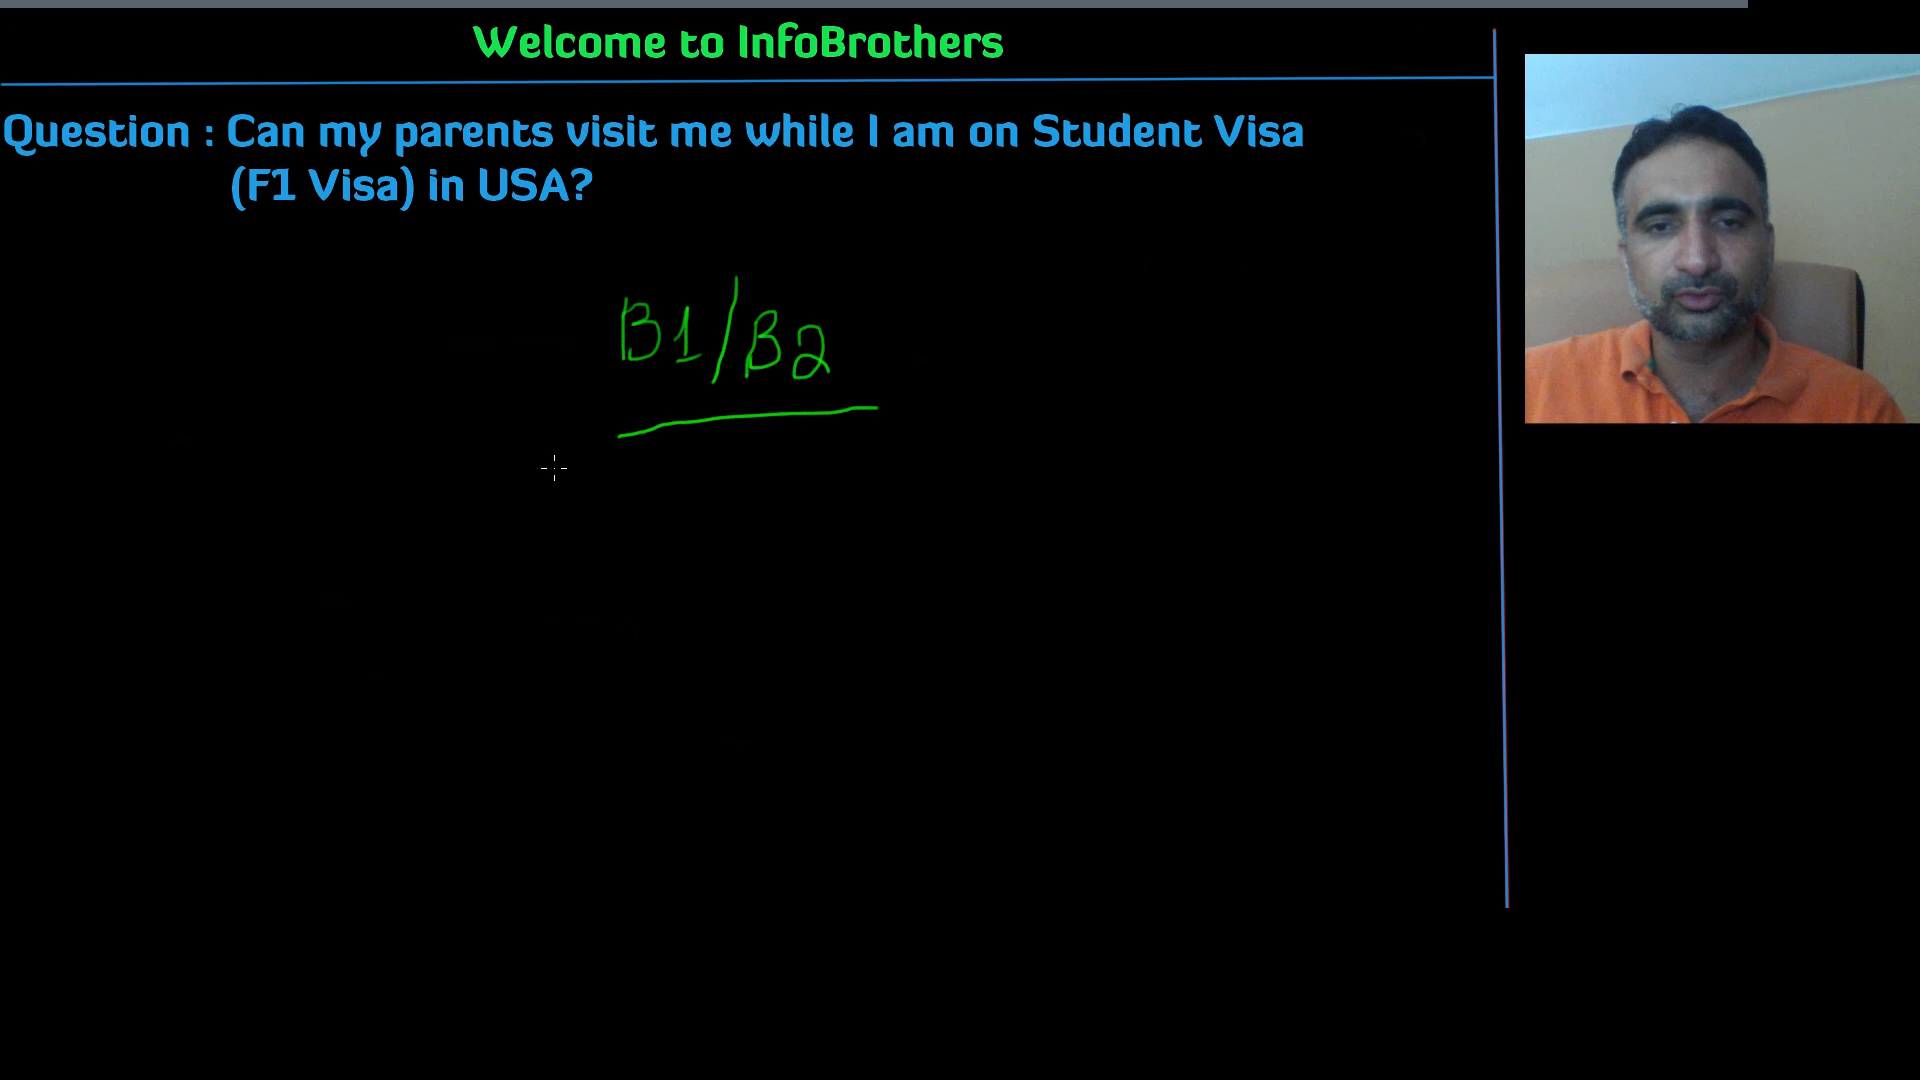 Welcome to InfoBrothers
Question : Can my parents visit me while I am on Student Visa
(F1 Visa) in USA?
B1/B2